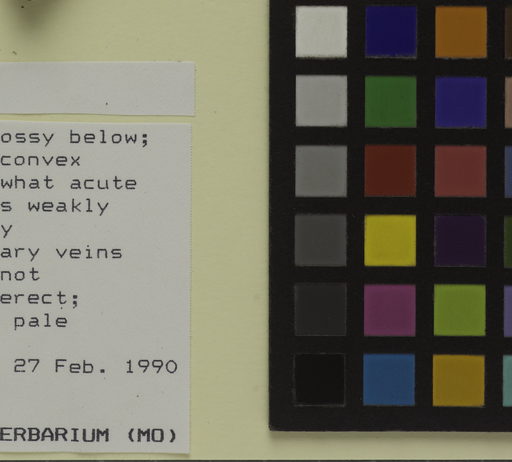 ossy below;
convex
what acute
s weakly
y
ary veins
not
erect;
pale
27 Feb. 1990
ERBARIUM (MO)